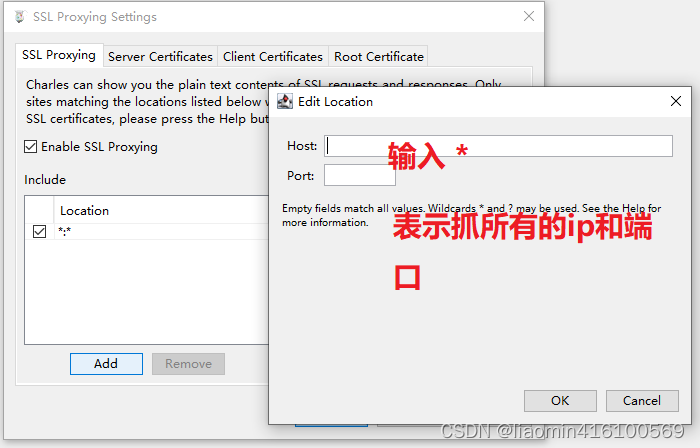 SSL Proxying Settings
SSL Proxying
Server Certificates
Client Certificates
Root Certificate
Charles can show you the plain text contents of SSL requests and responses. Only
sites matching the locations listed below w
SSL certificates, please press the Help but
Enable SSL Proxying
Include
Location
*:*
Add
Remove
Edit Location
Host:
输入 *
Port:
Empty fields match all values. Wildcards * and ? may be used. See the Help for
more information.
表示抓所有的ip和端
口
OK
Cancel
CSDN @liaomin416100569